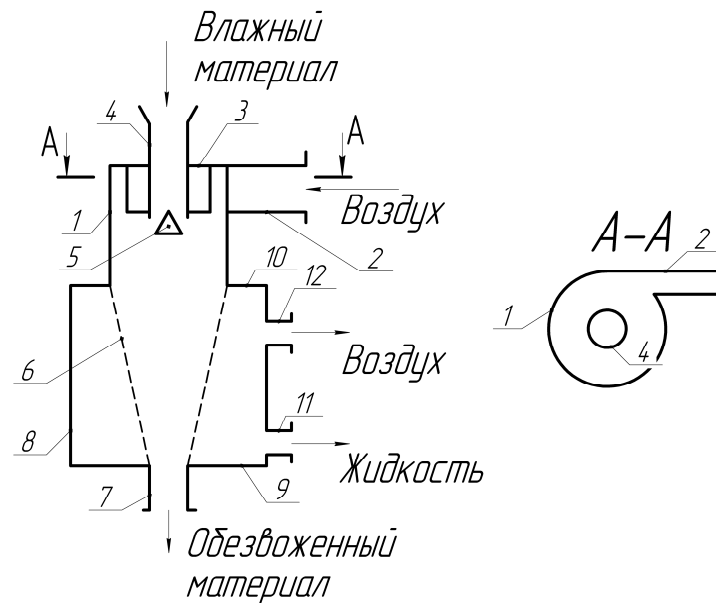 Влажный
материал
4
3
А
А
1
Воздух
5
2
10
12
А-А
2
1
4
6
Воздух
11
8
Жидкость
7
9
Обезвоженный
материал